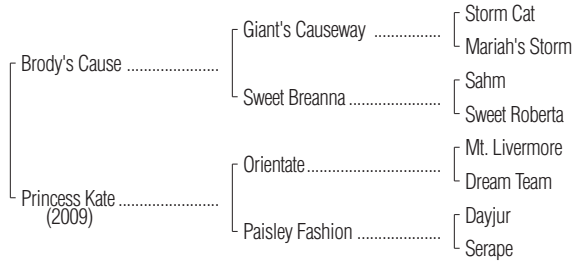 Storm Cat
Giant's Causeway ..................
Mariah's Storm
Brody's Cause .....................
Sahm
Sweet Breanna .....................
Sweet Roberta
Mt. Livermore
Orientate ..............................
Dream Team
Princess Kate .......................
(2009)
Dayjur
Paisley Fashion ...................
Serape